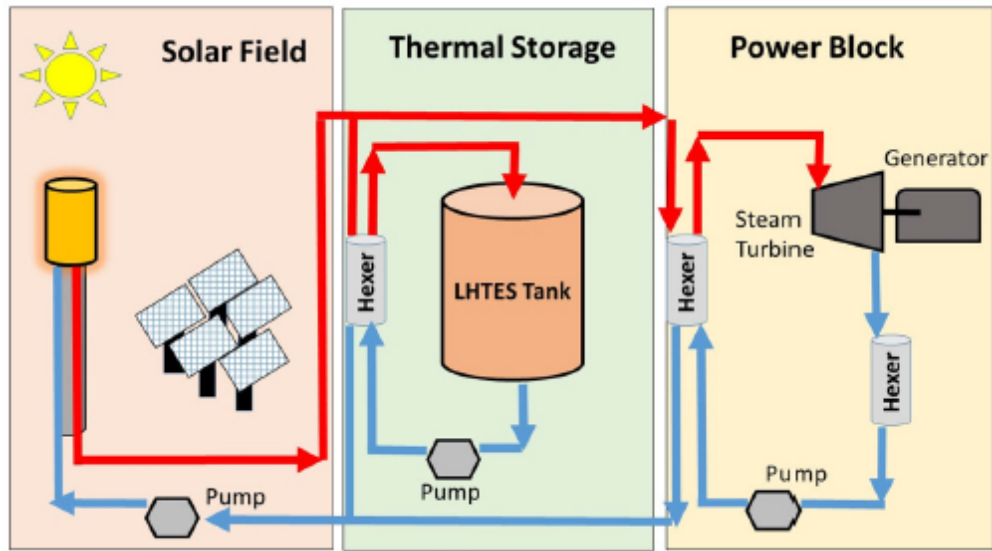 Solar Field
Thermal Storage
Power Block
Generator
Steam
Turbine
Hexer
LHTES Tank
Hexer
Hexer
Pump
Pump
Pump